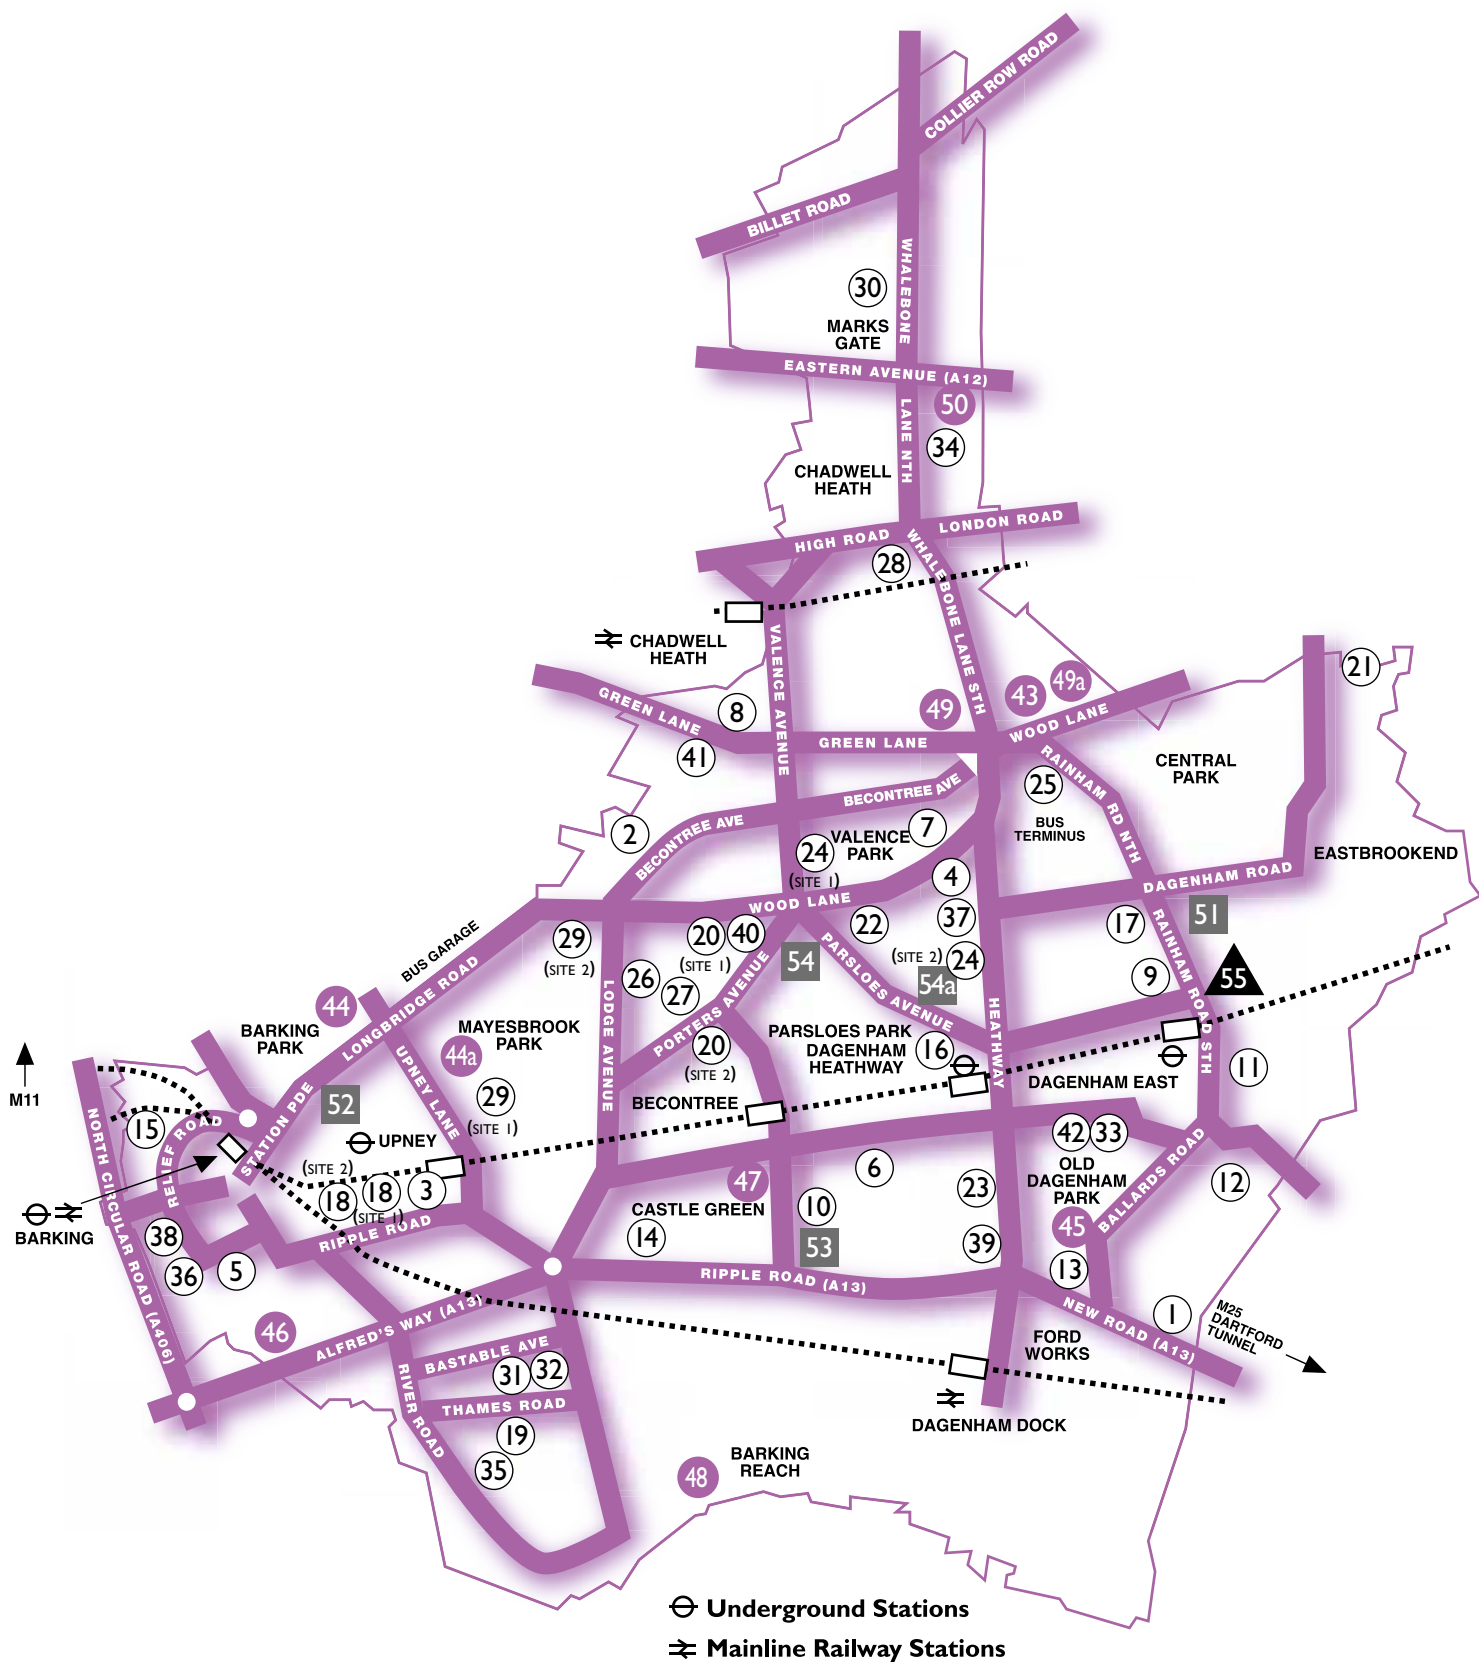 COLLIER ROW ROAD
BILLET ROAD
WHALEBONE
LANE NTH
30
MARKS
GATE
EASTERN AVENUE (A12)
50
34
CHADWELL
HEATH
HIGH ROAD
LONDON ROAD
28
WHALEBONE LANE STH
CHADWELL
HEATH
VALENCE AVENUE
21
GREEN LANE
8
49
43
49a
WOOD LANE
GREEN LANE
41
CENTRAL
PARK
RAINHAM RD NTH
25
BUS
TERMINUS
BECONTREE AVE
BECONTREE AVE
2
7
VALENCE
PARK
24
(SITE 1)
EASTBROOKEND
4
DAGENHAM ROAD
WOOD LANE
37
22
17
51
BUS GARAGE
29
(SITE 2)
20
(SITE 1)
40
54
PARSLOES AVENUE
(SITE 2)
24
54a
RAINHAM ROAD STH
9
55
LONGBRIDGE ROAD
26
27
PORTERS AVENUE
LODGE AVENUE
HEATHWAY
44
BARKING
PARK
MAYESBROOK
PARK
44a
UPNEY LANE
PARSLOES PARK
DAGENHAM
HEATHWAY
16
20
(SITE 2)
DAGENHAM EAST
11
M11
NORTH CIRCULAR ROAD (A406)
15
RELIEF ROAD
STATION PDE
52
29
(SITE 1)
BECONTREE
UPNEY
(SITE 2)
18
18
(SITE 1)
3
42
33
OLD
DAGENHAM
PARK
BALLARDS ROAD
12
6
47
23
10
CASTLE GREEN
BARKING
RIPPLE ROAD
38
36
5
14
53
39
45
13
RIPPLE ROAD (A13)
NEW ROAD (A13)
1
M25
DARTFORD
TUNNEL
46
ALFRED'S WAY (A13)
FORD
WORKS
BASTABLE AVE
31
32
RIVER ROAD
THAMES ROAD
19
35
DAGENHAM DOCK
48
BARKING
REACH
Underground Stations
Mainline Railway Stations